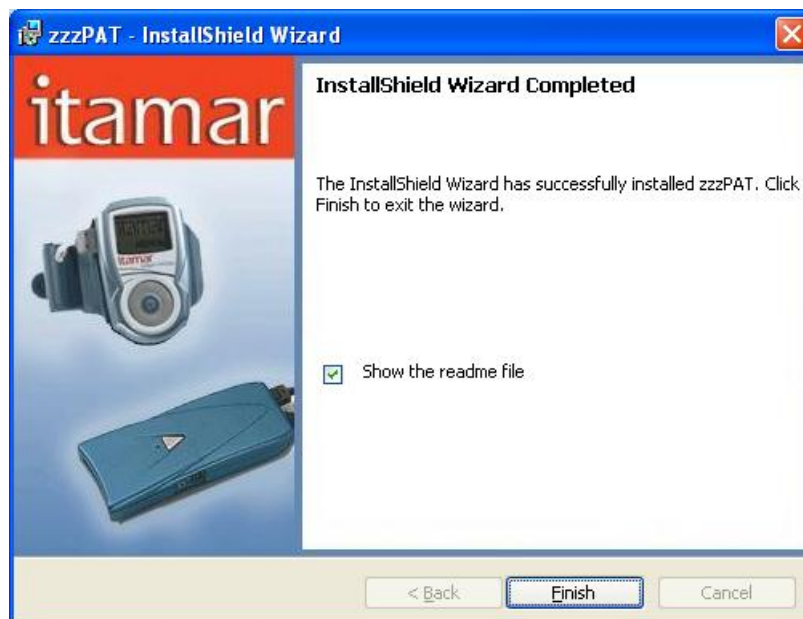 zzzPAT - InstallShield Wizard
itamar
InstallShield Wizard Completed
The InstallShield Wizard has successfully installed zzzPAT. Click
Finish to exit the wizard.
itamar
Show the readme file
< Back
Finish
Cancel